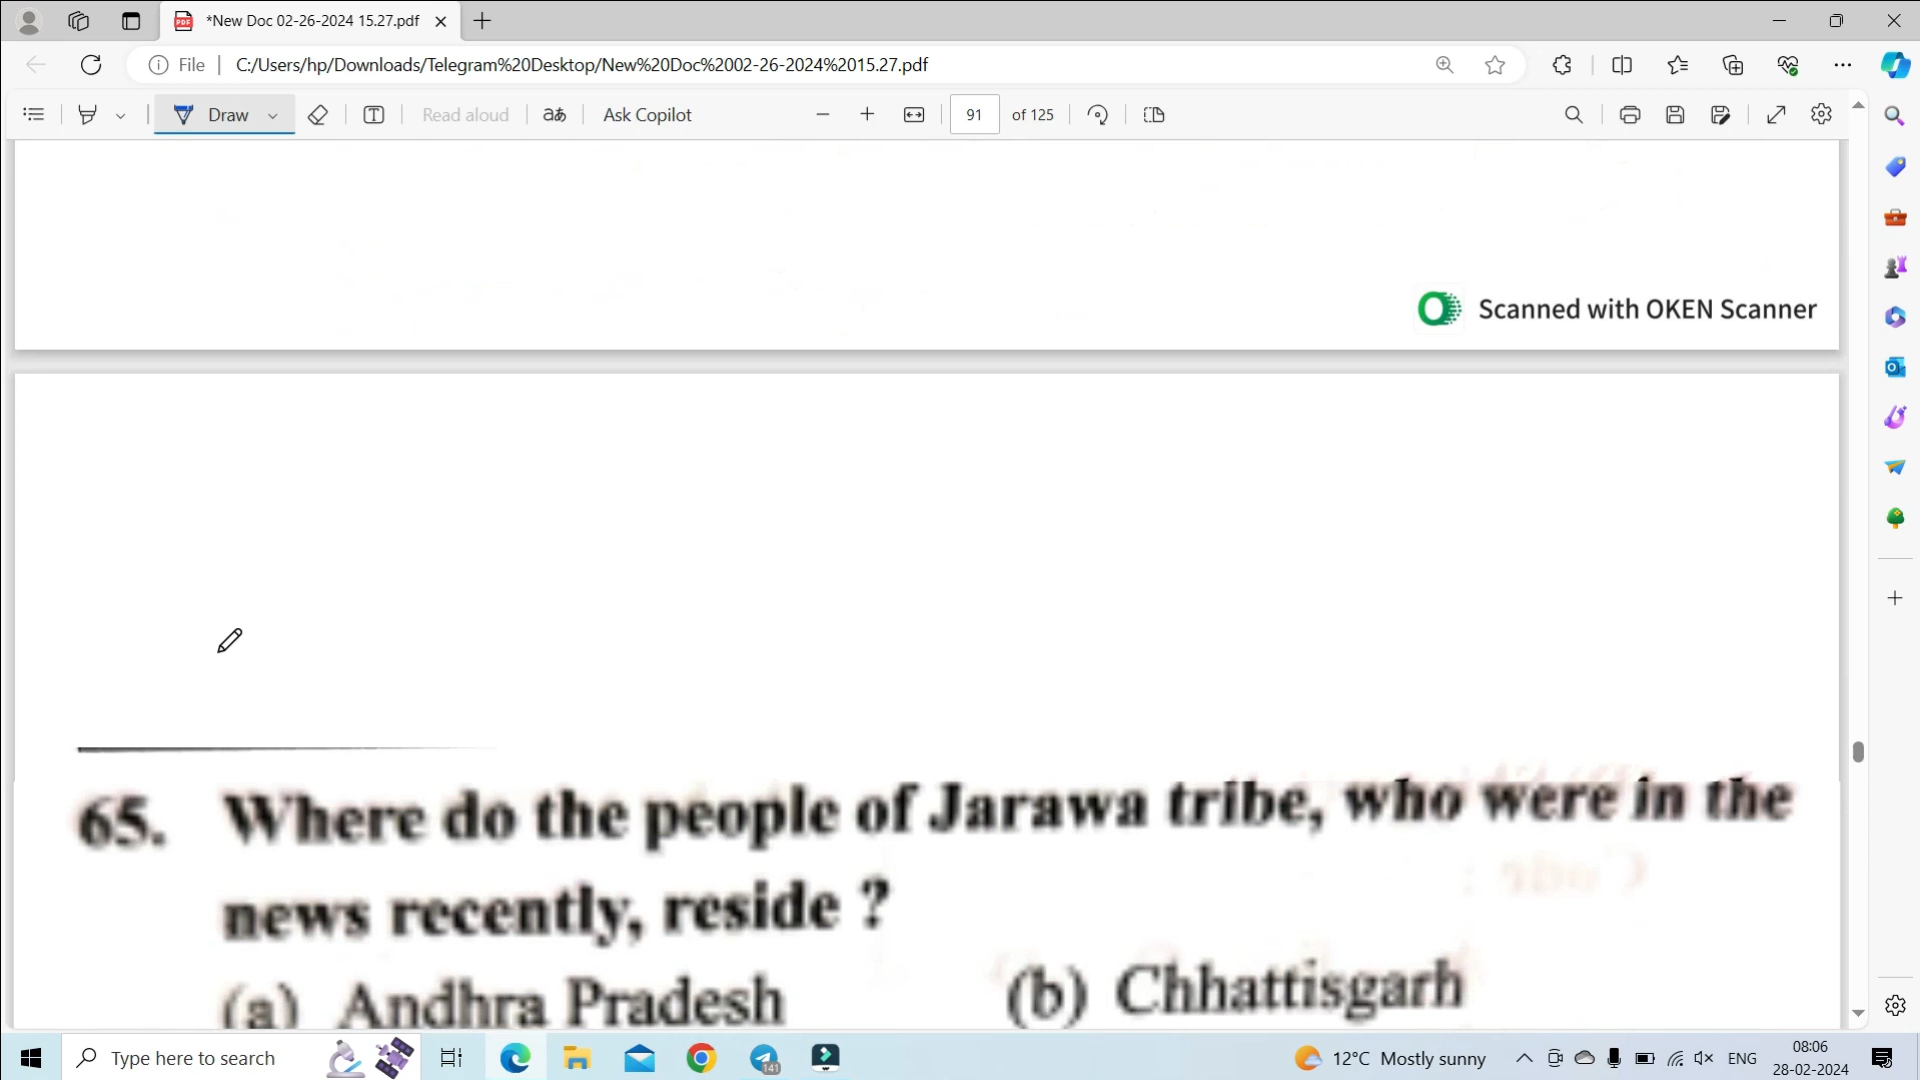 *New Doc 02-26-2024 15.27.pdf
File
C:/Users/hp/Downloads/Telegram%20Desktop/New%20Doc%2002-26-2024%2015.27.pdf
Draw
Read aloud
aあ
Ask Copilot
91
of 125
Scanned with OKEN Scanner
65. Where do the people of Jarawa tribe, who were in the
news recently, reside ?
(a) Andhra Pradesh (b) Chhattisgarh
Type here to search
141
12°C Mostly sunny
ENG
08:06
28-02-2024